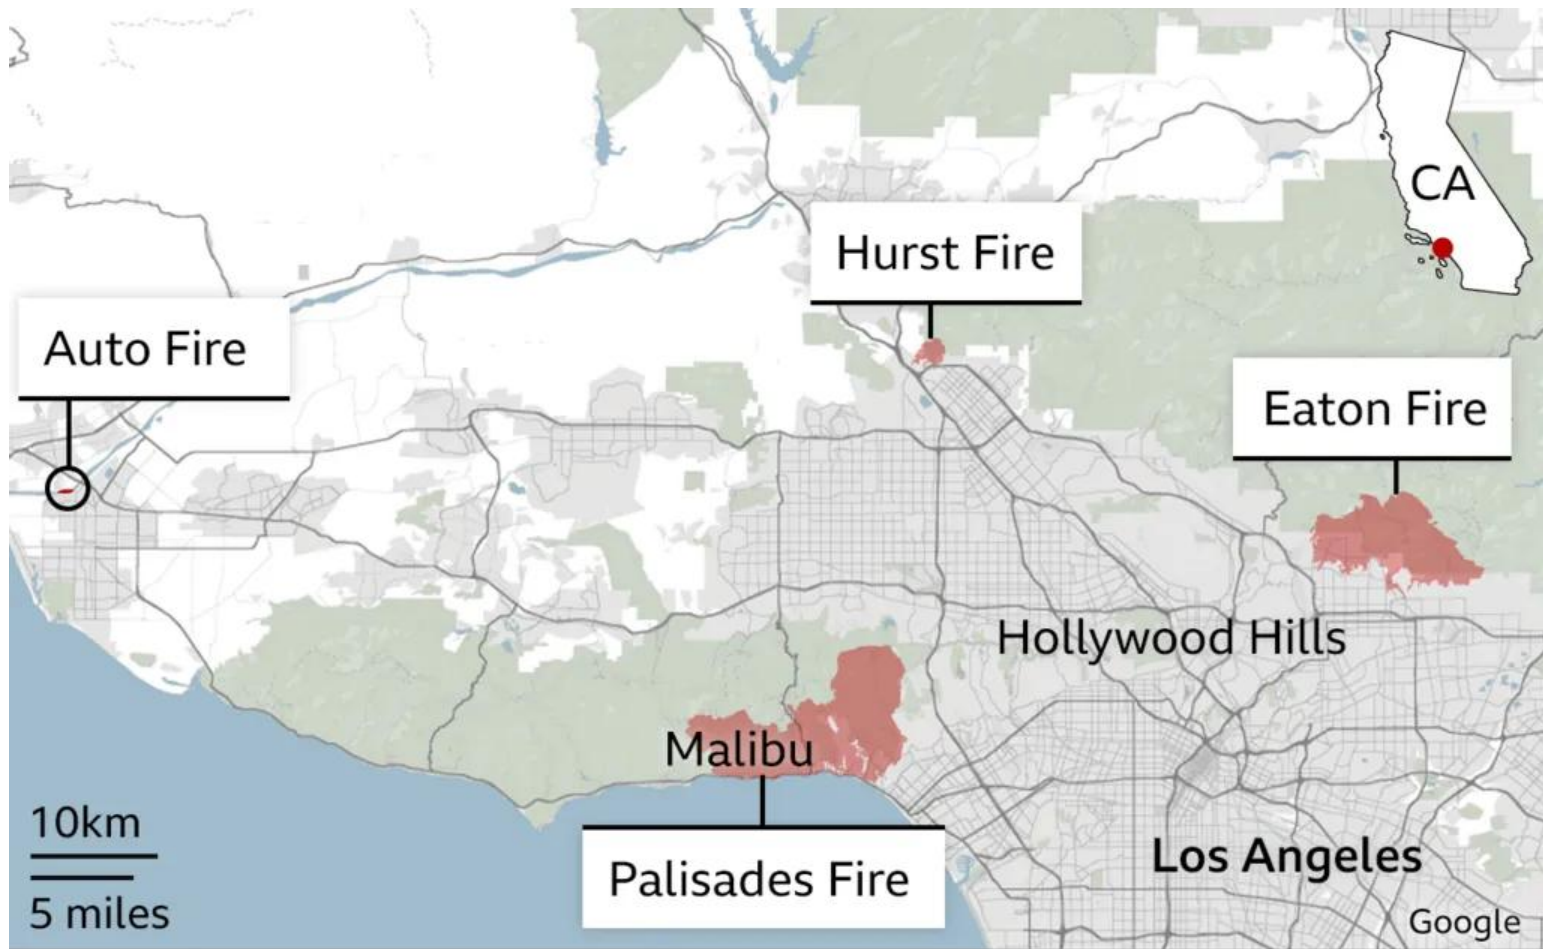 CA
Hurst Fire
Auto Fire
Eaton Fire
Hollywood Hills
Malibu
10km
5 miles
Palisades Fire
Los Angeles
Google